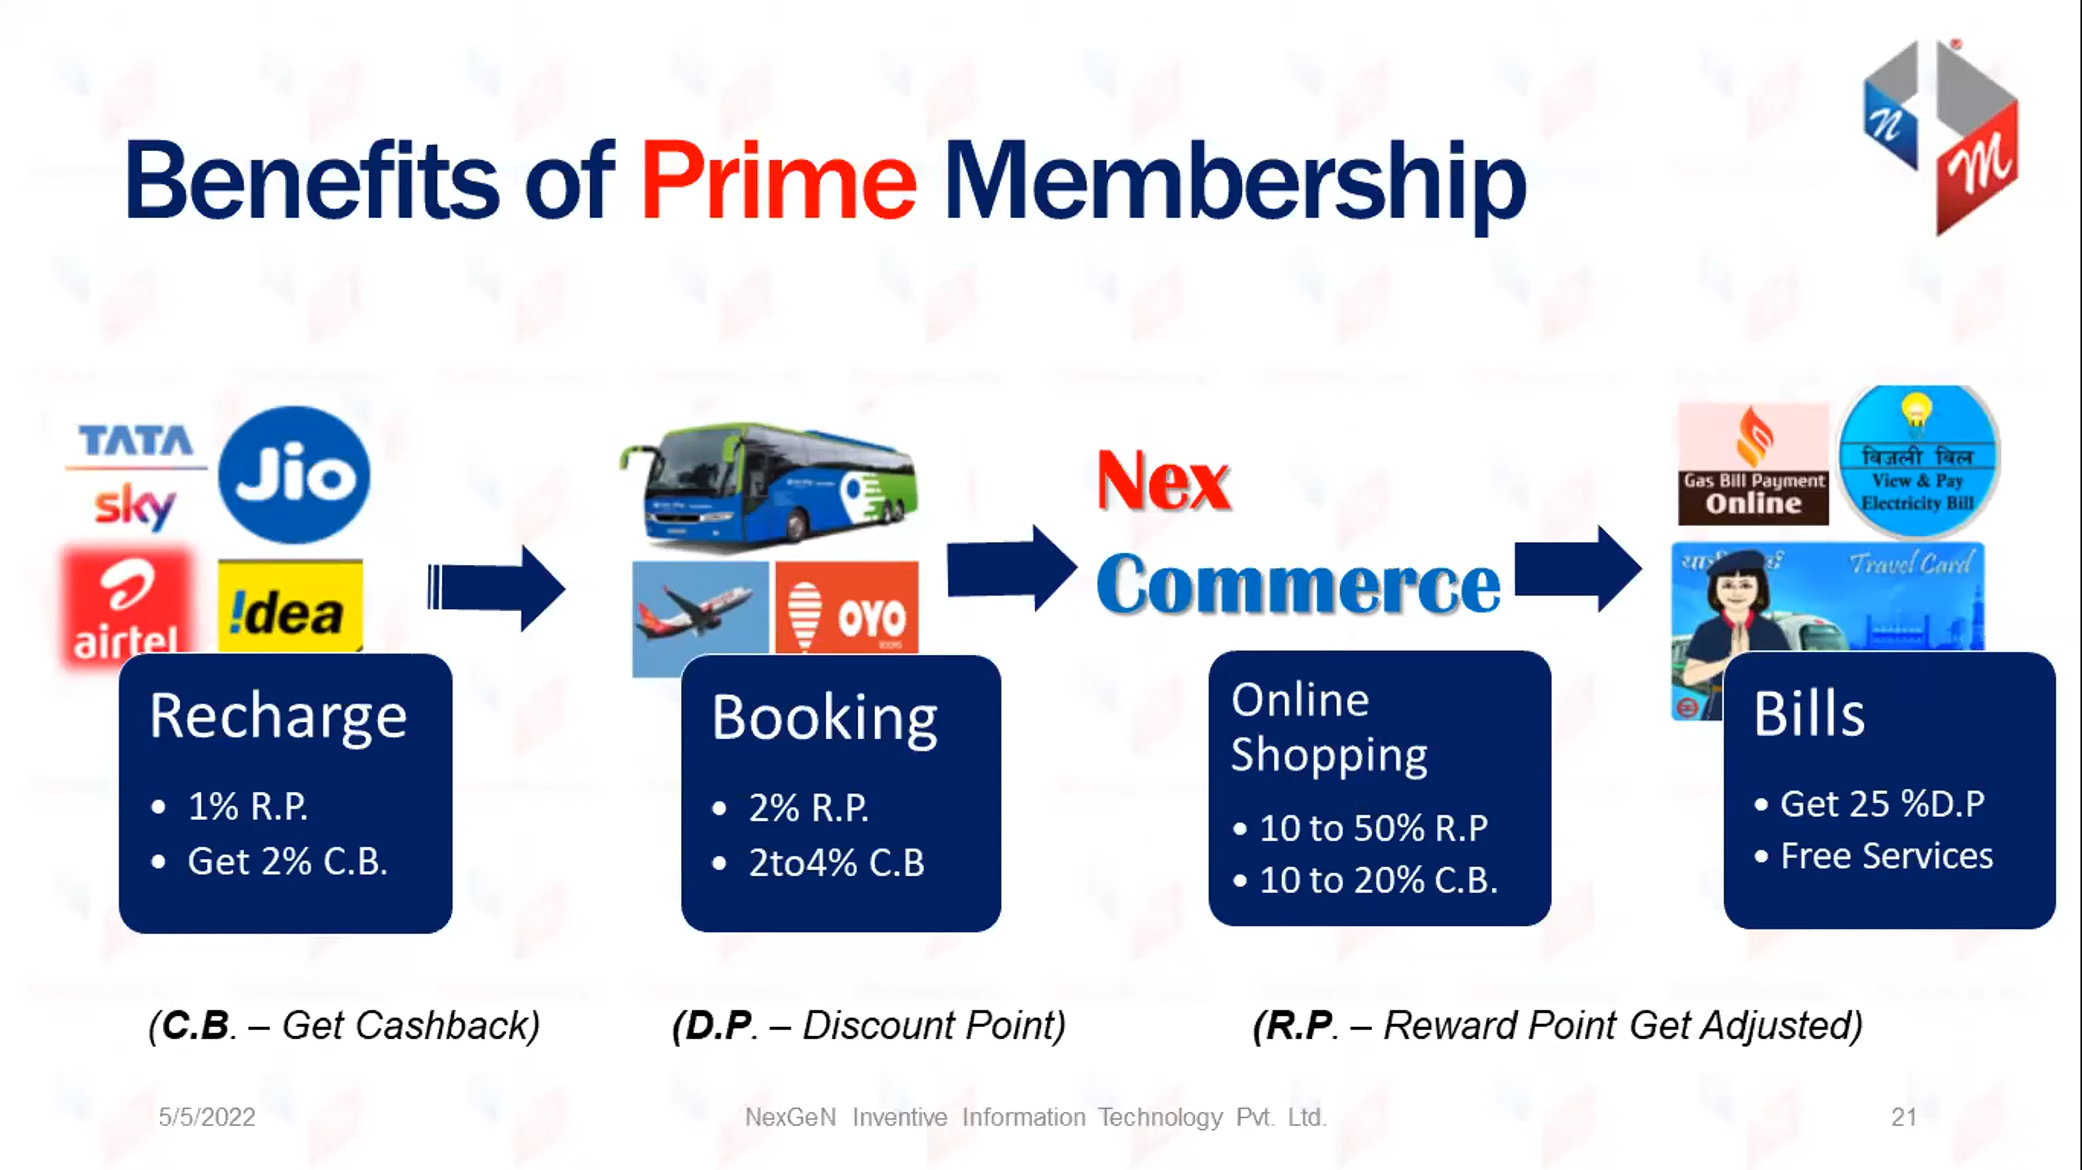 Benefits of Prime Membership
n
m
TATA
sky
Jio
airtel
!dea
OYO
ROOMS
Nex
Commerce
Gas Bill Payment
Online
बिजली बिल
View & Pay
Electricity Bill
Travel Card
Recharge
• 1% R.P.
• Get 2% C.B.
Booking
• 2% R.P.
• 2to4% C.B
Online
Shopping
• 10 to 50% R.P
• 10 to 20% C.B.
Bills
• Get 25 %D.P
• Free Services
(C.B. – Get Cashback)
(D.P. – Discount Point)
(R.P. – Reward Point Get Adjusted)
5/5/2022
NexGeN Inventive Information Technology Pvt. Ltd.
21